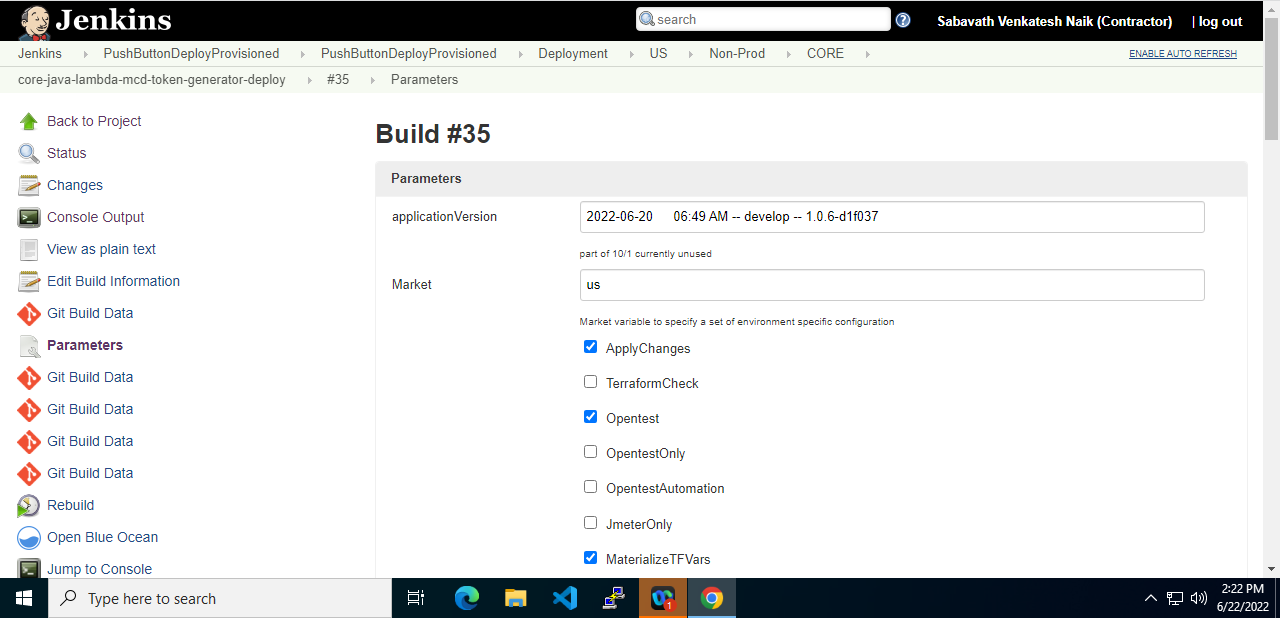 Jenkins
search
Sabavath Venkatesh Naik (Contractor)
| log out
Jenkins
PushButtonDeployProvisioned
PushButtonDeployProvisioned
Deployment
US
Non-Prod
CORE
ENABLE AUTO REFRESH
core-java-lambda-mcd-token-generator-deploy
#35
Parameters
Back to Project
Status
Changes
Console Output
View as plain text
Edit Build Information
Git Build Data
Parameters
Git Build Data
Git Build Data
Git Build Data
Git Build Data
Rebuild
Open Blue Ocean
Jump to Console
Build #35
Parameters
applicationVersion
2022-06-20 06:49 AM -- develop -- 1.0.6-d1f037
part of 10/1 currently unused
Market
us
Market variable to specify a set of environment specific configuration
ApplyChanges
TerraformCheck
Opentest
OpentestOnly
OpentestAutomation
JmeterOnly
MaterializeTFVars
Type here to search
1
2:22 PM
6/22/2022